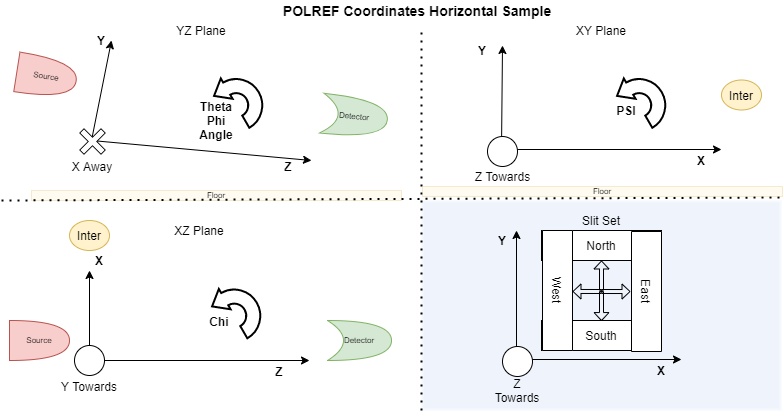 POLREF Coordinates Horizontal Sample
YZ Plane
Y
Source
Theta
Phi
Angle
Detector
X Away
Z
Floor
XY Plane
Y
PSI
Inter
X
Z Towards
Floor
XZ Plane
Inter
X
Chi
Source
Detector
Y Towards
Z
Slit Set
Y
North
West
East
South
X
Z
Towards